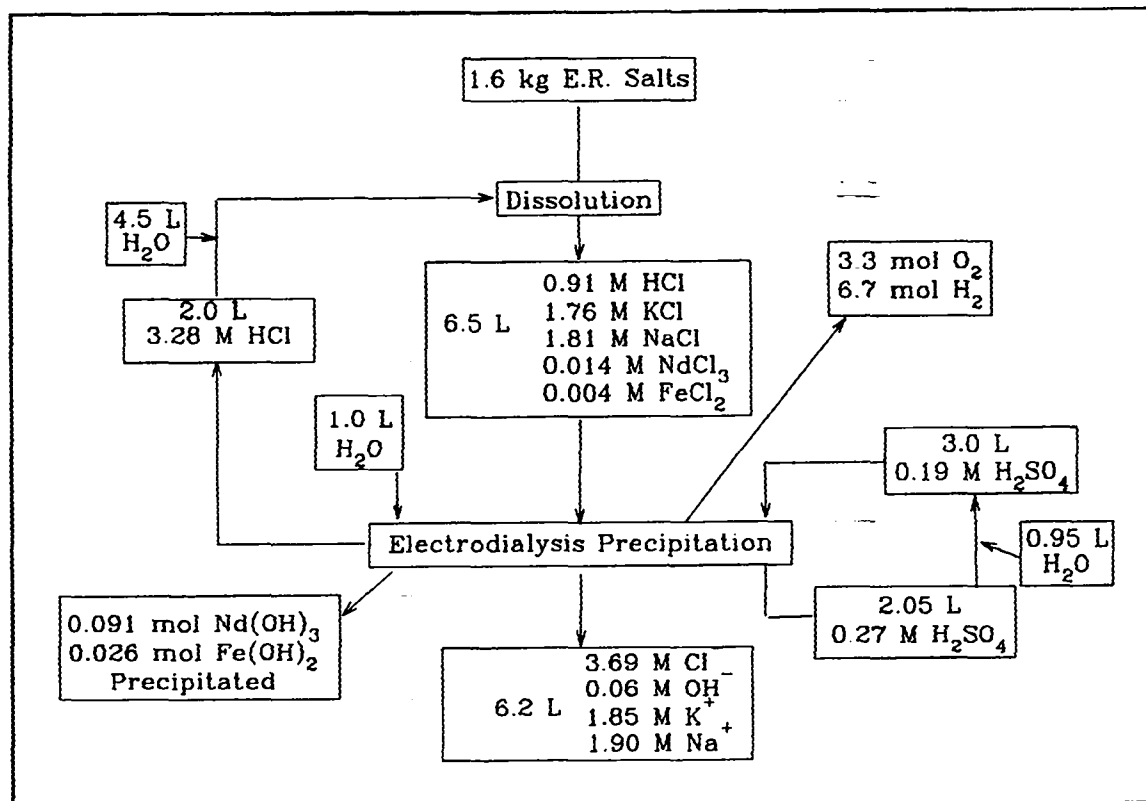 1.6 kg E.R. Salts
Dissolution
4.5 L
H₂O
2.0 L
3.28 M HCl
6.5 L
0.91 M HCl
1.76 M KCl
1.81 M NaCl
0.014 M NdCl₃
0.004 M FeCl₂
3.3 mol O₂
6.7 mol H₂
1.0 L
H₂O
3.0 L
0.19 M H₂SO₄
Electrodialysis Precipitation
0.95 L
H₂O
2.05 L
0.27 M H₂SO₄
0.091 mol Nd(OH)₃
0.026 mol Fe(OH)₂
Precipitated
6.2 L
3.69 M Cl⁻
0.06 M OH⁻
1.85 M K⁺
1.90 M Na⁺